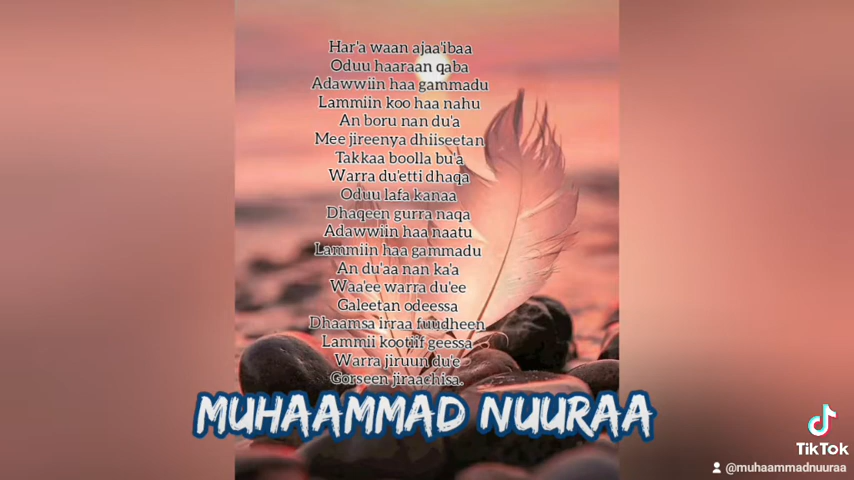 Har'a waan ajaa'ibaa
Oduu haaraan qaba
Adawwiin haa gammadu
Lammiin koo haa nahu
An boru nan du'a
Mee jireenya dhiiseetan
Takkaa boolla bu'a
Warra du'etti dhaqa
Oduu lafa kanaa
Dhaqeen gurra naqa
Adawwiin haa naatu
Lammiin haa gammadu
An du'aa nan ka'a
Waa'ee warra du'ee
Galeetan odeessa
Dhaamsa irraa fuudheen
Lammii kootiif geessa
Warra jiruun du'e
Gorseen jiraachisa.
MUHAAMMAD NUURAA
TikTok
@muhaammadnuuraa